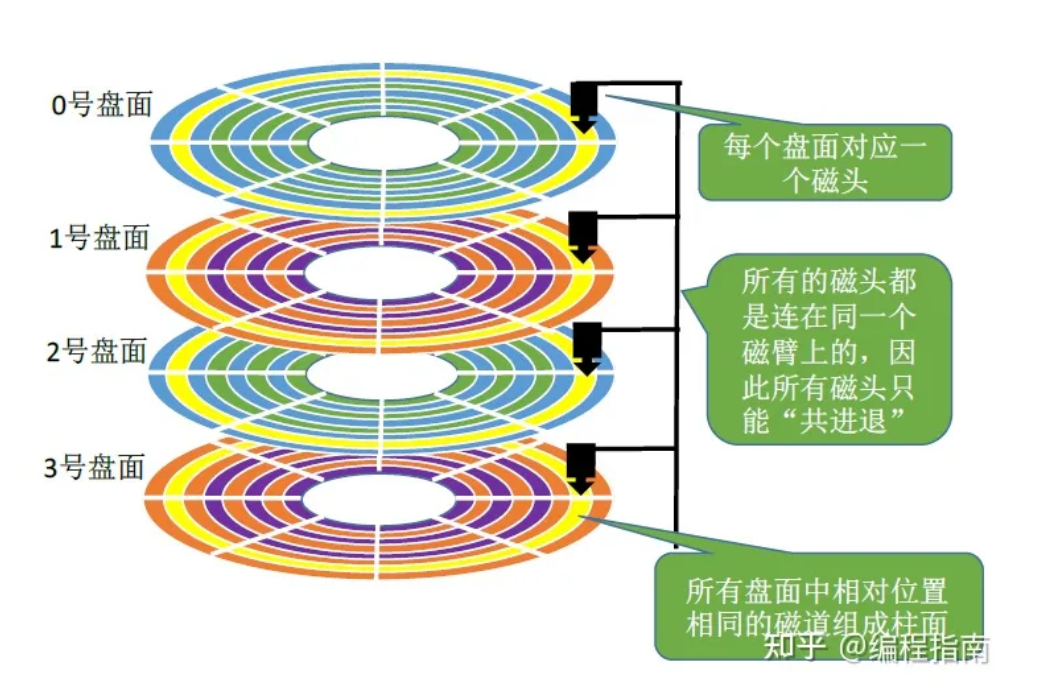 0号盘面
每个盘面对应一
个磁头
1号盘面
所有的磁头都
是连在同一个
磁臂上的，因
此所有磁头只
能“共进退”
2号盘面
3号盘面
所有盘面中相对位置
相同的磁道组成柱面
知乎 @编程指南